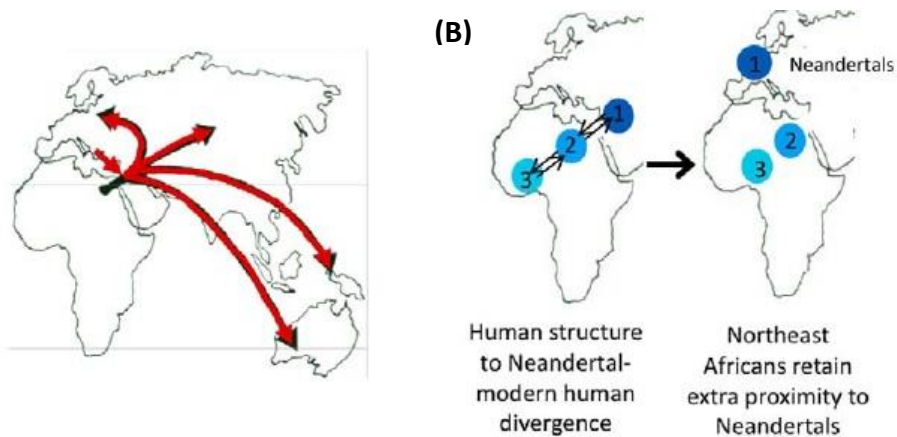 (B)
1
2
3
1
Neandertals
2
3
Human structure
to Neandertal-
modern human
divergence
Northeast
Africans retain
extra proximity to
Neandertals